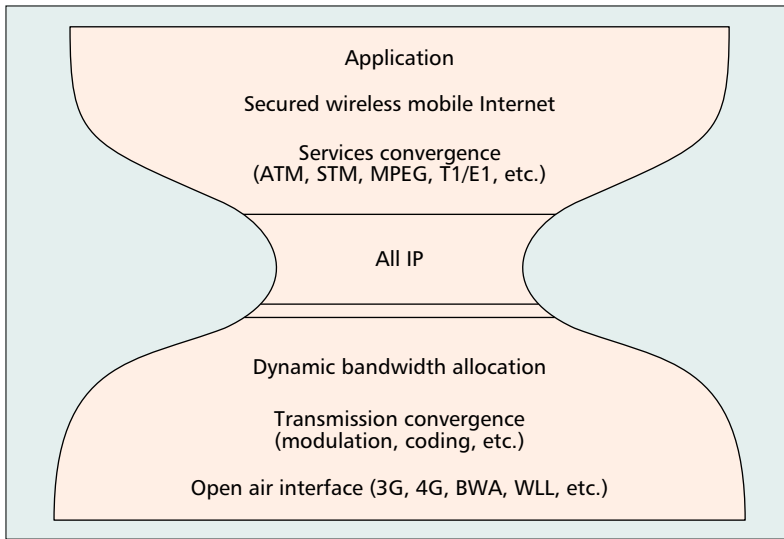 Application
Secured wireless mobile Internet
Services convergence
(ATM, STM, MPEG, T1/E1, etc.)
All IP
Dynamic bandwidth allocation
Transmission convergence
(modulation, coding, etc.)
Open air interface (3G, 4G, BWA, WLL, etc.)